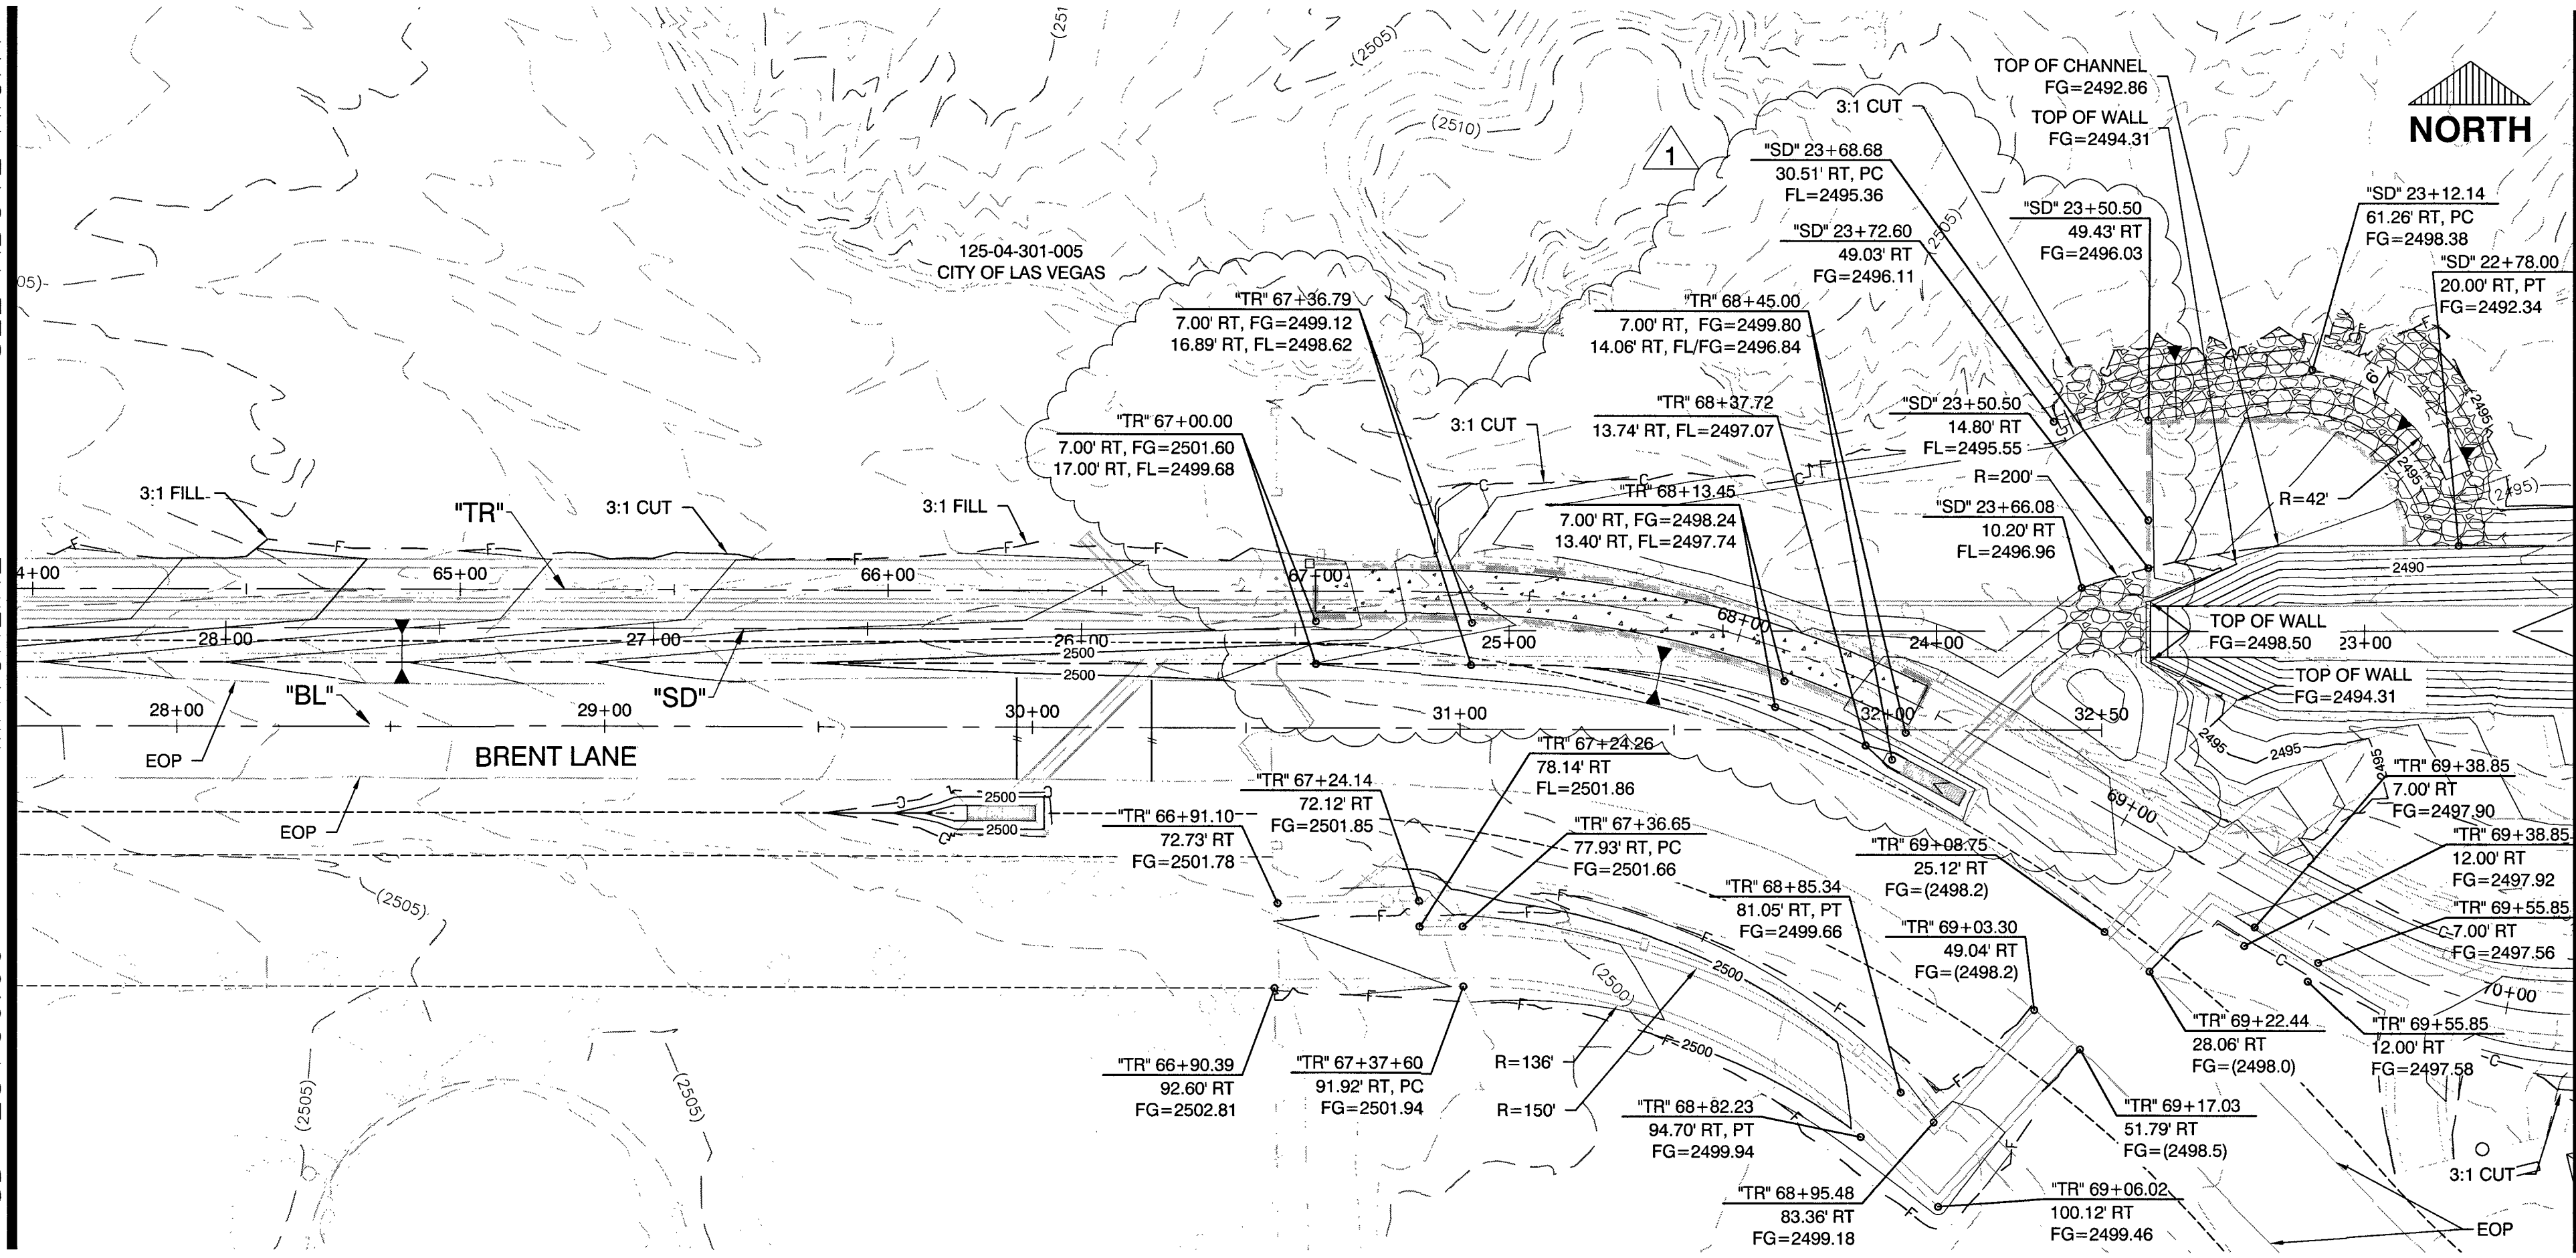 (251
(2505)
(2510)
TOP OF CHANNEL
FG=2492.86
TOP OF WALL
FG=2494.31
3:1 CUT
NORTH
1
"SD" 23+68.68
30.51' RT, PC
FL=2495.36
"SD" 23+72.60
49.03' RT
FG=2496.11
(2505)
"SD" 23+50.50
49.43' RT
FG=2496.03
"SD" 23+12.14
61.26' RT, PC
FG=2498.38
"SD" 22+78.00
20.00' RT, PT
FG=2492.34
125-04-301-005
CITY OF LAS VEGAS
05)
"TR" 67+36.79
7.00' RT, FG=2499.12
16.89' RT, FL=2498.62
"TR" 68+45.00
7.00' RT, FG=2499.80
14.06' RT, FL/FG=2496.84
"TR" 67+00.00
7.00' RT, FG=2501.60
17.00' RT, FL=2499.68
3:1 CUT
"TR" 68+37.72
13.74' RT, FL=2497.07
"SD" 23+50.50
14.80' RT
FL=2495.55
R=200'
6'
2495
2495
(2495)
R=42'
3:1 FILL
"TR"
3:1 CUT
3:1 FILL
"TR" 68+13.45
7.00' RT, FG=2498.24
13.40' RT, FL=2497.74
"SD" 23+66.08
10.20' RT
FL=2496.96
4+00
65+00
66+00
67+00
68+00
2490
28+00
27+00
26+00
25+00
24+00
23+00
2500
2500
TOP OF WALL
FG=2498.50
TOP OF WALL
FG=2494.31
"BL"
"SD"
28+00
29+00
30+00
31+00
32+00
32+50
EOP
BRENT LANE
2495
2495
2495
EOP
2500
2500
"TR" 67+24.26
78.14' RT
FL=2501.86
"TR" 67+24.14
72.12' RT
FG=2501.85
"TR" 66+91.10
72.73' RT
FG=2501.78
"TR" 67+36.65
77.93' RT, PC
FG=2501.66
69+00
"TR" 69+38.85
7.00' RT
FG=2497.90
"TR" 69+38.85
12.00' RT
FG=2497.92
"TR" 69+08.75
25.12' RT
FG=(2498.2)
"TR" 68+85.34
81.05' RT, PT
FG=2499.66
"TR" 69+03.30
49.04' RT
FG=(2498.2)
"TR" 69+55.85
7.00' RT
FG=2497.56
(2505)
(2500)
2500
2500
70+00
"TR" 69+22.44
28.06' RT
FG=(2498.0)
"TR" 69+55.85
12.00' RT
FG=2497.58
"TR" 66+90.39
92.60' RT
FG=2502.81
"TR" 67+37+60
91.92' RT, PC
FG=2501.94
R=136'
R=150'
(2505)
(2505)
"TR" 68+82.23
94.70' RT, PT
FG=2499.94
"TR" 69+17.03
51.79' RT
FG=(2498.5)
3:1 CUT
"TR" 68+95.48
83.36' RT
FG=2499.18
"TR" 69+06.02
100.12' RT
FG=2499.46
EOP